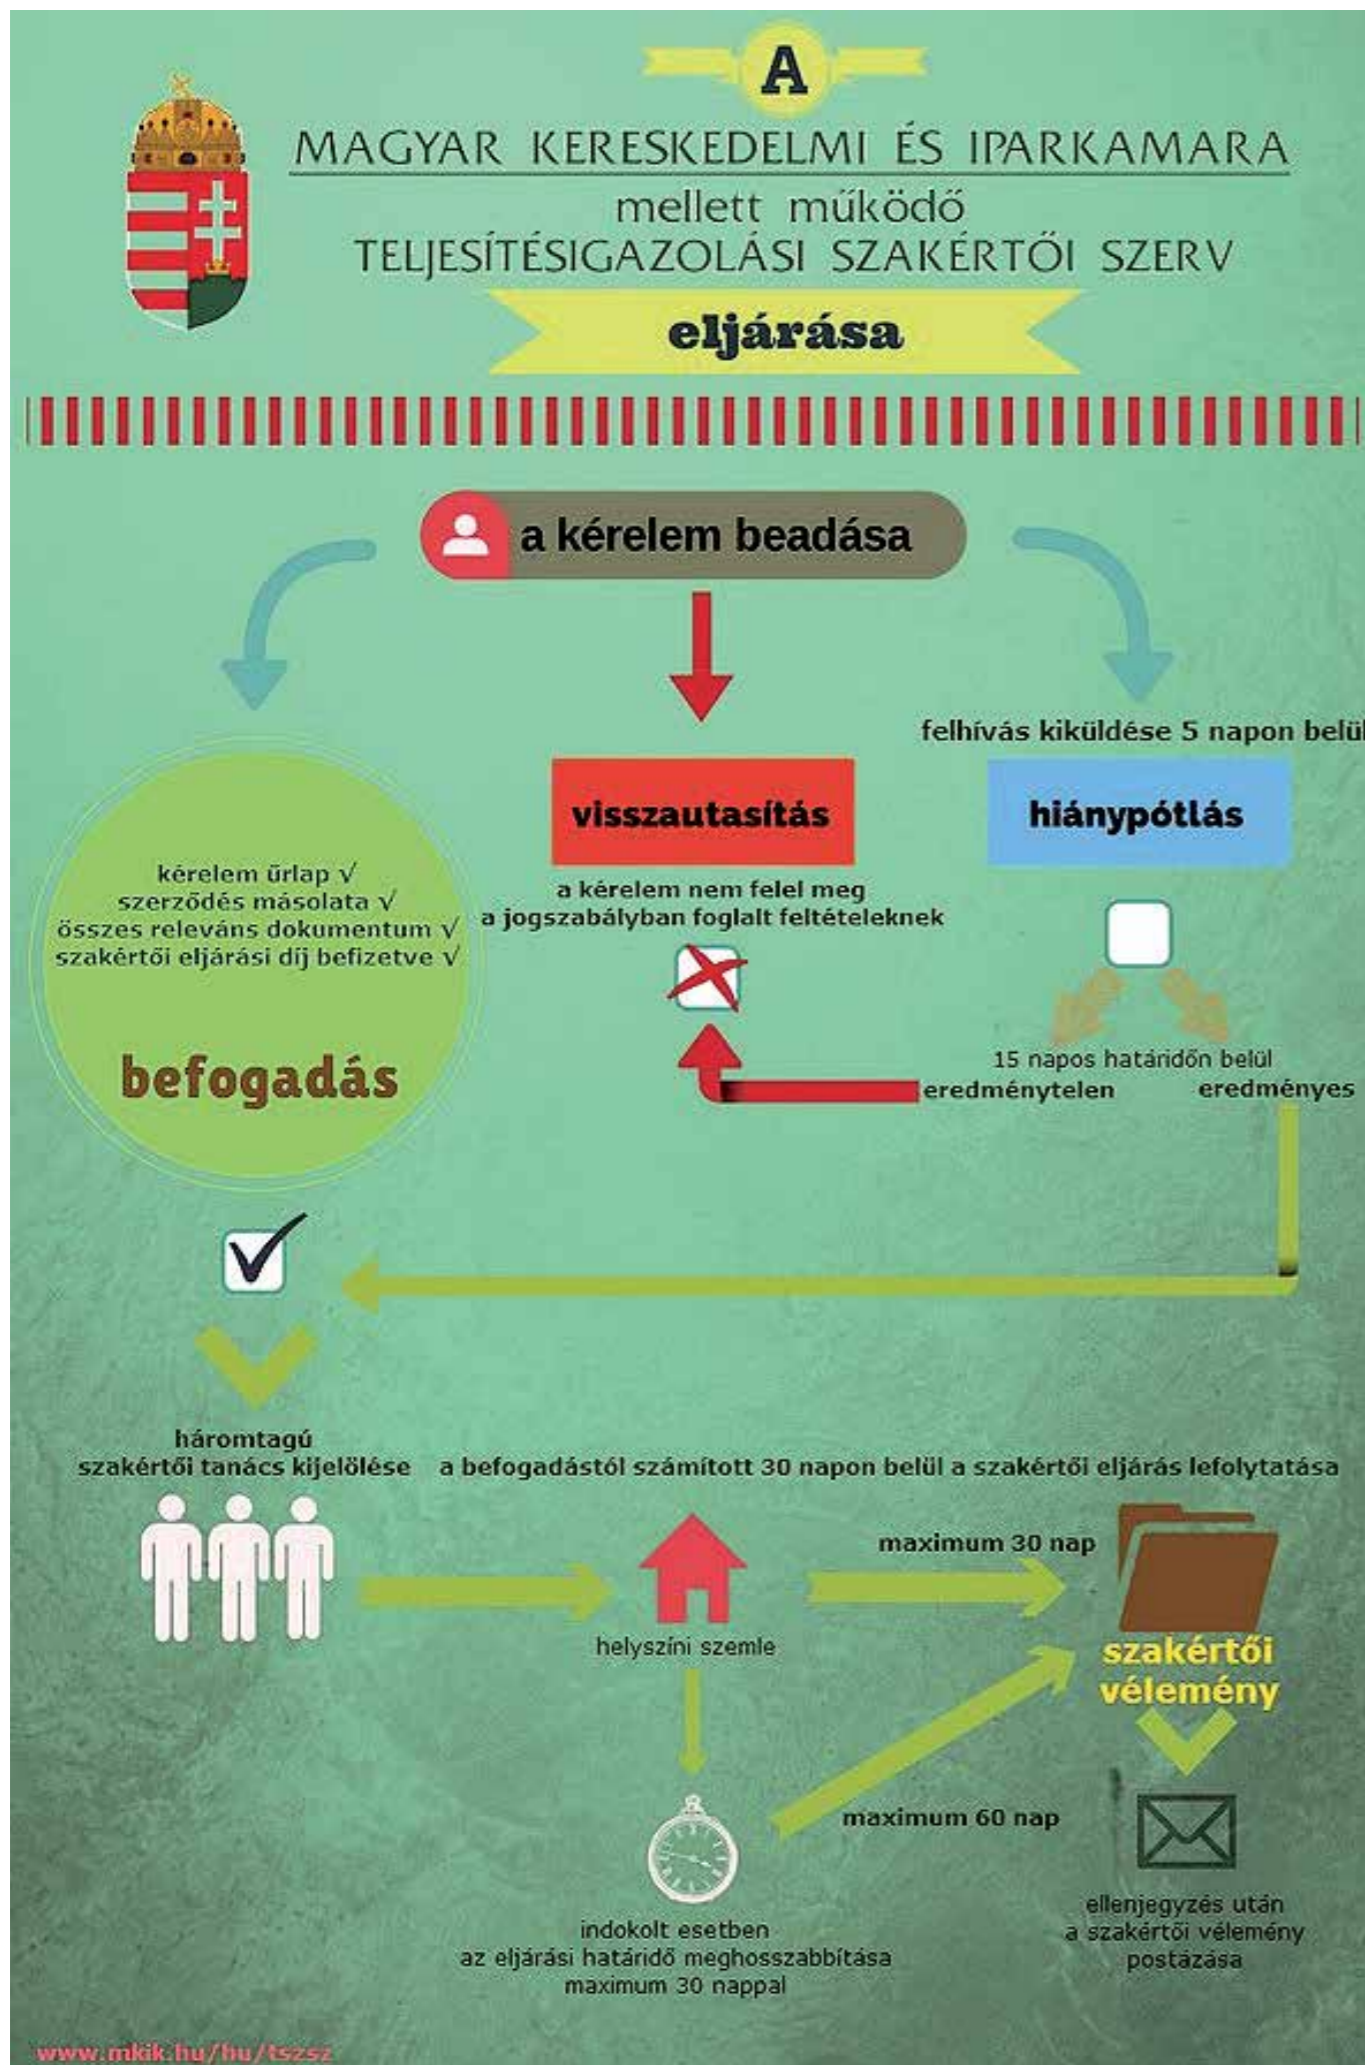 A
MAGYAR KERESKEDELMI ÉS IPARKAMARA
mellett működő
TELJESÍTÉSIGAZOLÁSI SZAKÉRTŐI SZERV
eljárása
a kérelem beadása
kérelem űrlap √
szerződés másolata √
összes releváns dokumentum √
szakértői eljárási díj befizetve √
befogadás
visszautasítás
a kérelem nem felel meg
a jogszabályban foglalt feltételeknek
felhívás kiküldése 5 napon belül
hiánypótlás
15 napos határidőn belül
eredménytelen
eredményes
háromtagú
szakértői tanács kijelölése
a befogadástól számított 30 napon belül a szakértői eljárás lefolytatása
helyszíni szemle
maximum 30 nap
szakértői
vélemény
maximum 60 nap
indokolt esetben
az eljárási határidő meghosszabbítása
maximum 30 nappal
ellenjegyzés után
a szakértői vélemény
postázása
www.mkik.hu/hu/tszsz